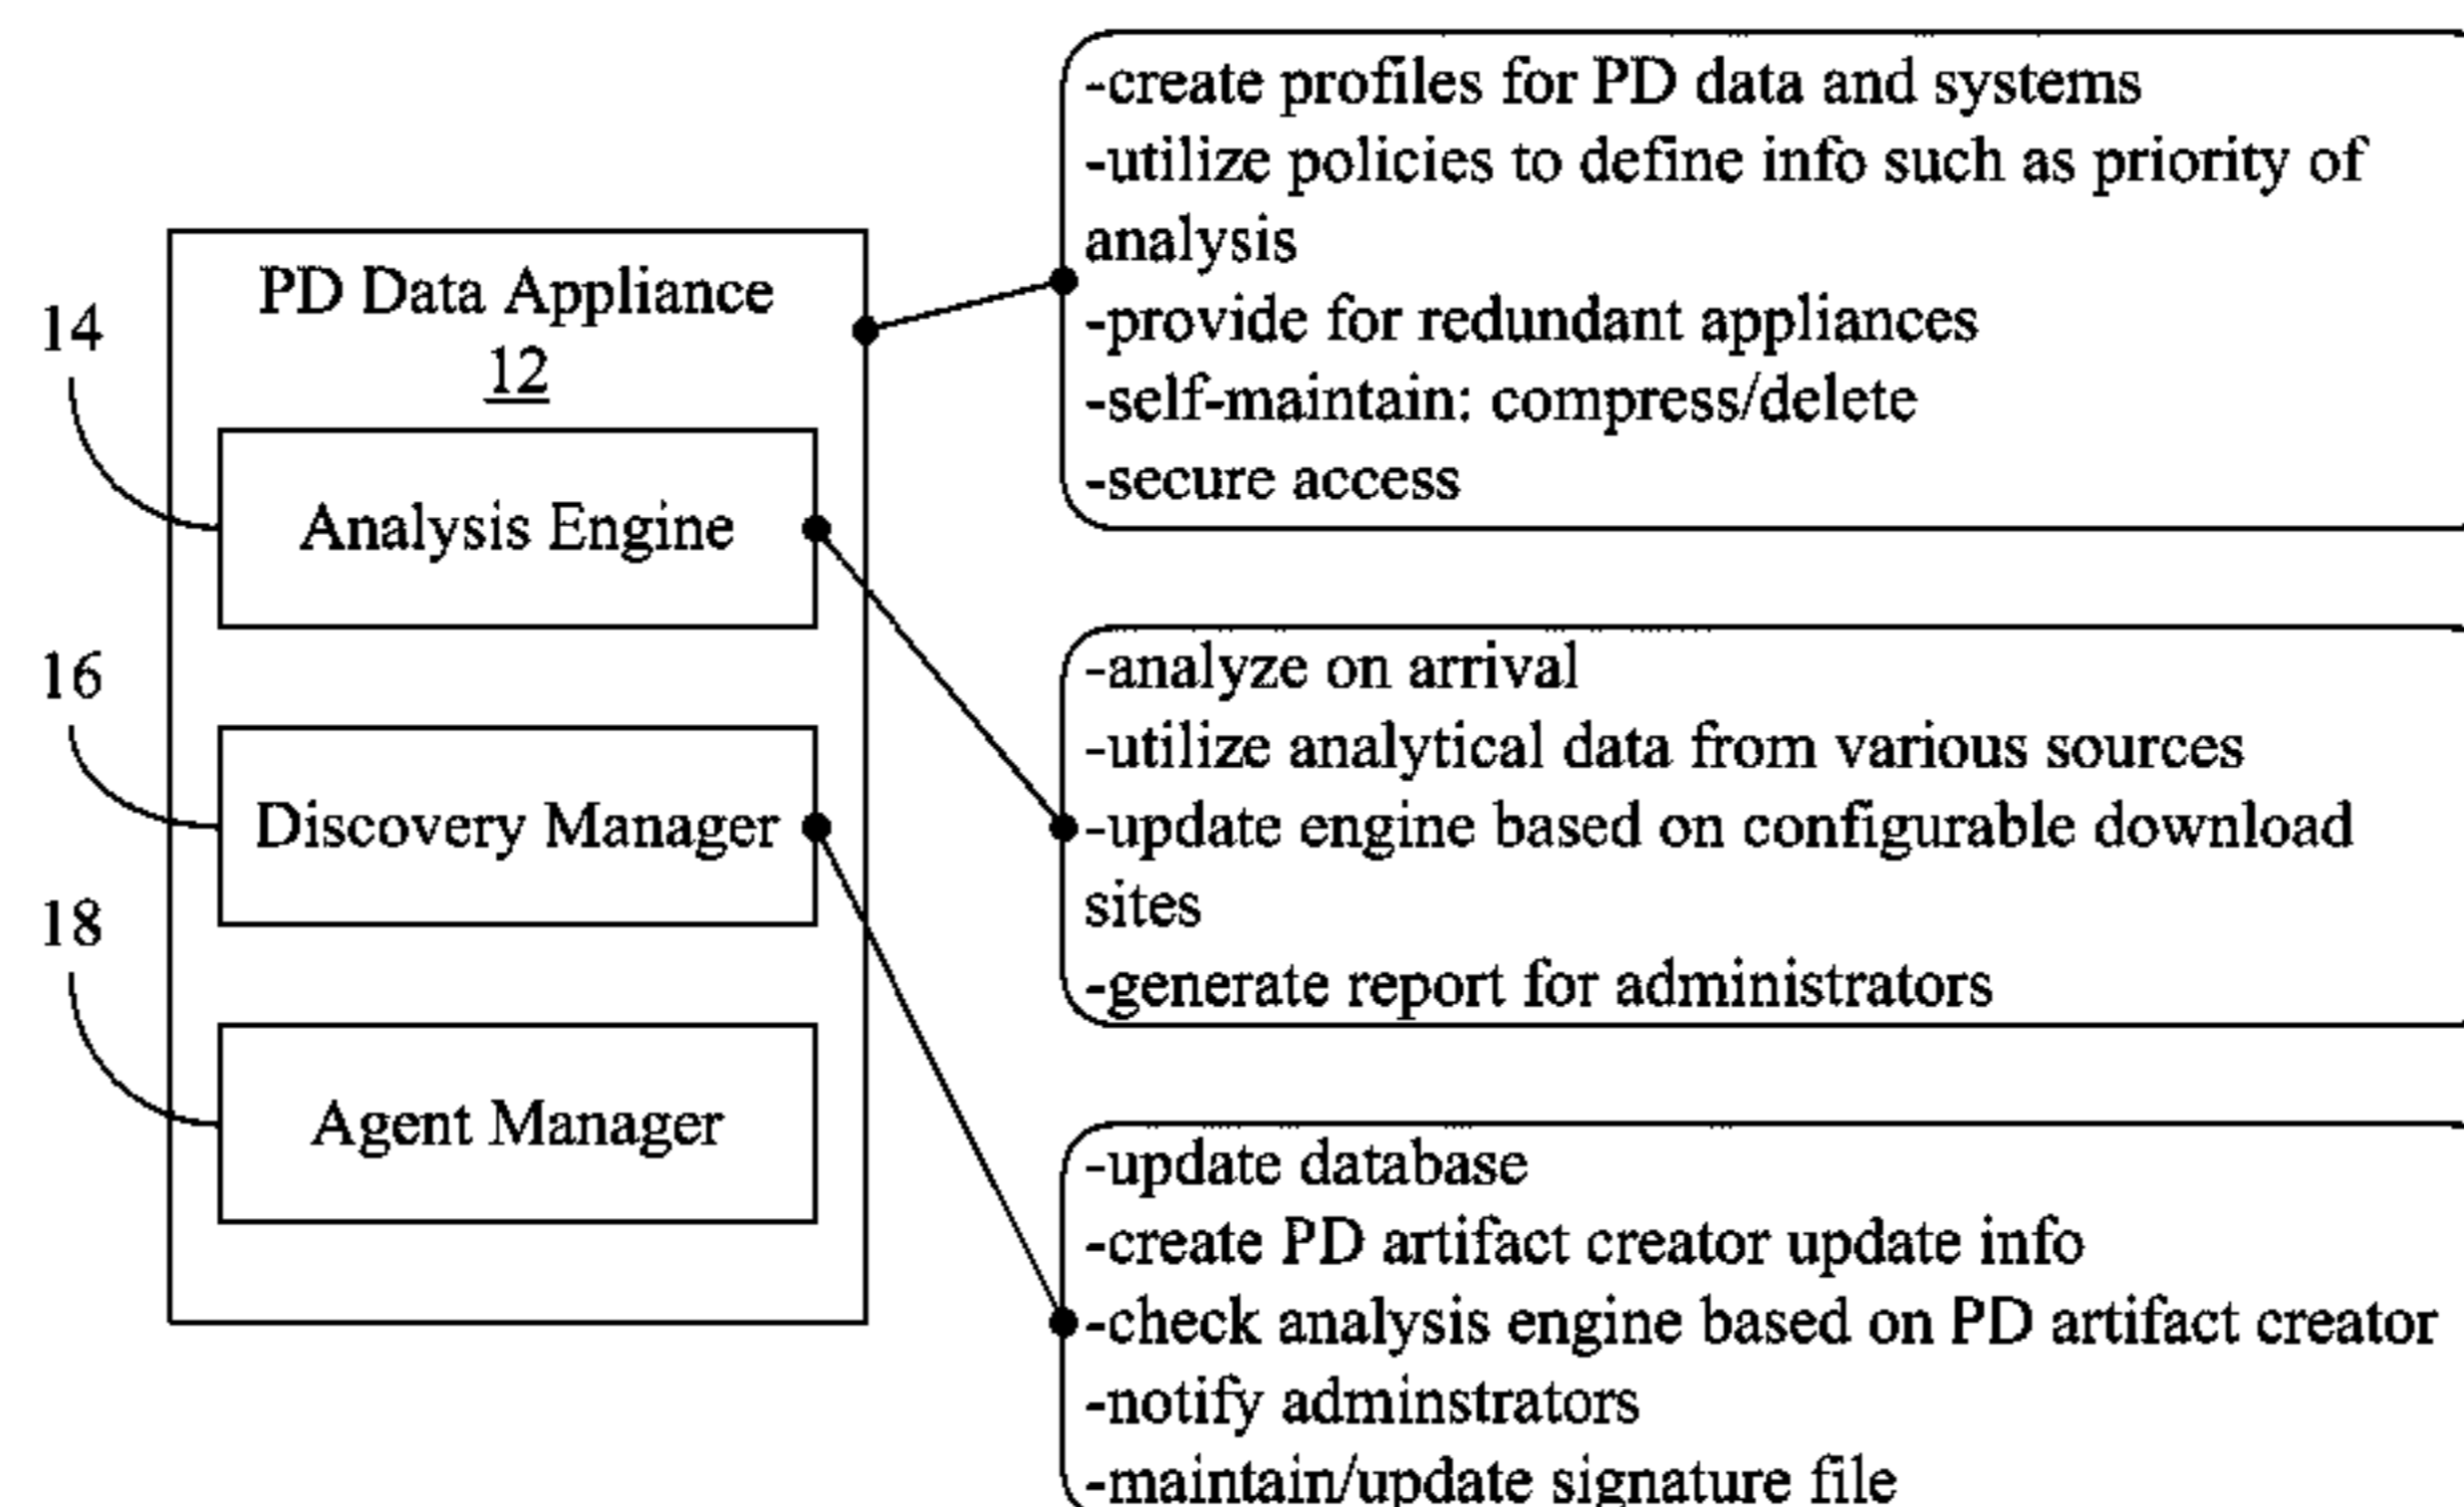 PD Data Appliance
12
14
Analysis Engine
16
Discovery Manager
18
Agent Manager
-create profiles for PD data and systems
-utilize policies to define info such as priority of
analysis
-provide for redundant appliances
-self-maintain: compress/delete
-secure access
-analyze on arrival
-utilize analytical data from various sources
-update engine based on configurable download
sites
-generate report for administrators
-update database
-create PD artifact creator update info
-check analysis engine based on PD artifact creator
-notify adminstrators
-maintain/update signature file